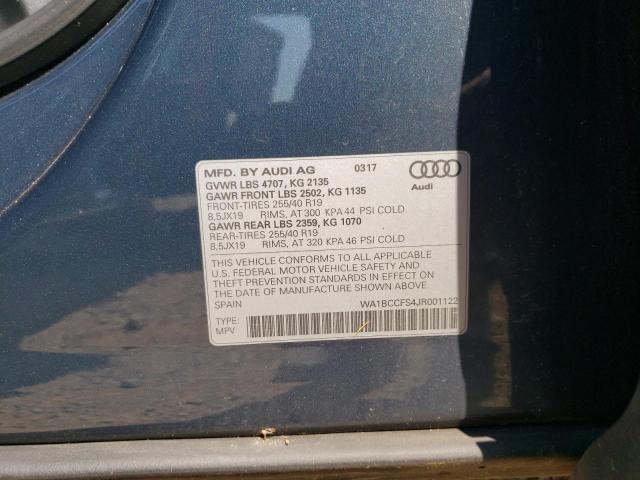 MFD. BY AUDI AG 0317
GVWR LBS 4707, KG 2135
GAWR FRONT LBS 2502, KG 1135
FRONT-TIRES 255/40 R19
8,5JX19 RIMS, AT 300 KPA 44 PSI COLD
GAWR REAR LBS 2359, KG 1070
REAR-TIRES 255/40 R19
8,5JX19 RIMS, AT 320 KPA 46 PSI COLD
Audi
THIS VEHICLE CONFORMS TO ALL APPLICABLE
U.S. FEDERAL MOTOR VEHICLE SAFETY AND
THEFT PREVENTION STANDARDS IN EFFECT ON
THE DATE OF MANUFACTURE SHOWN ABOVE.
SPAIN WA1BCCFS4JR001122
TYPE:
MPV